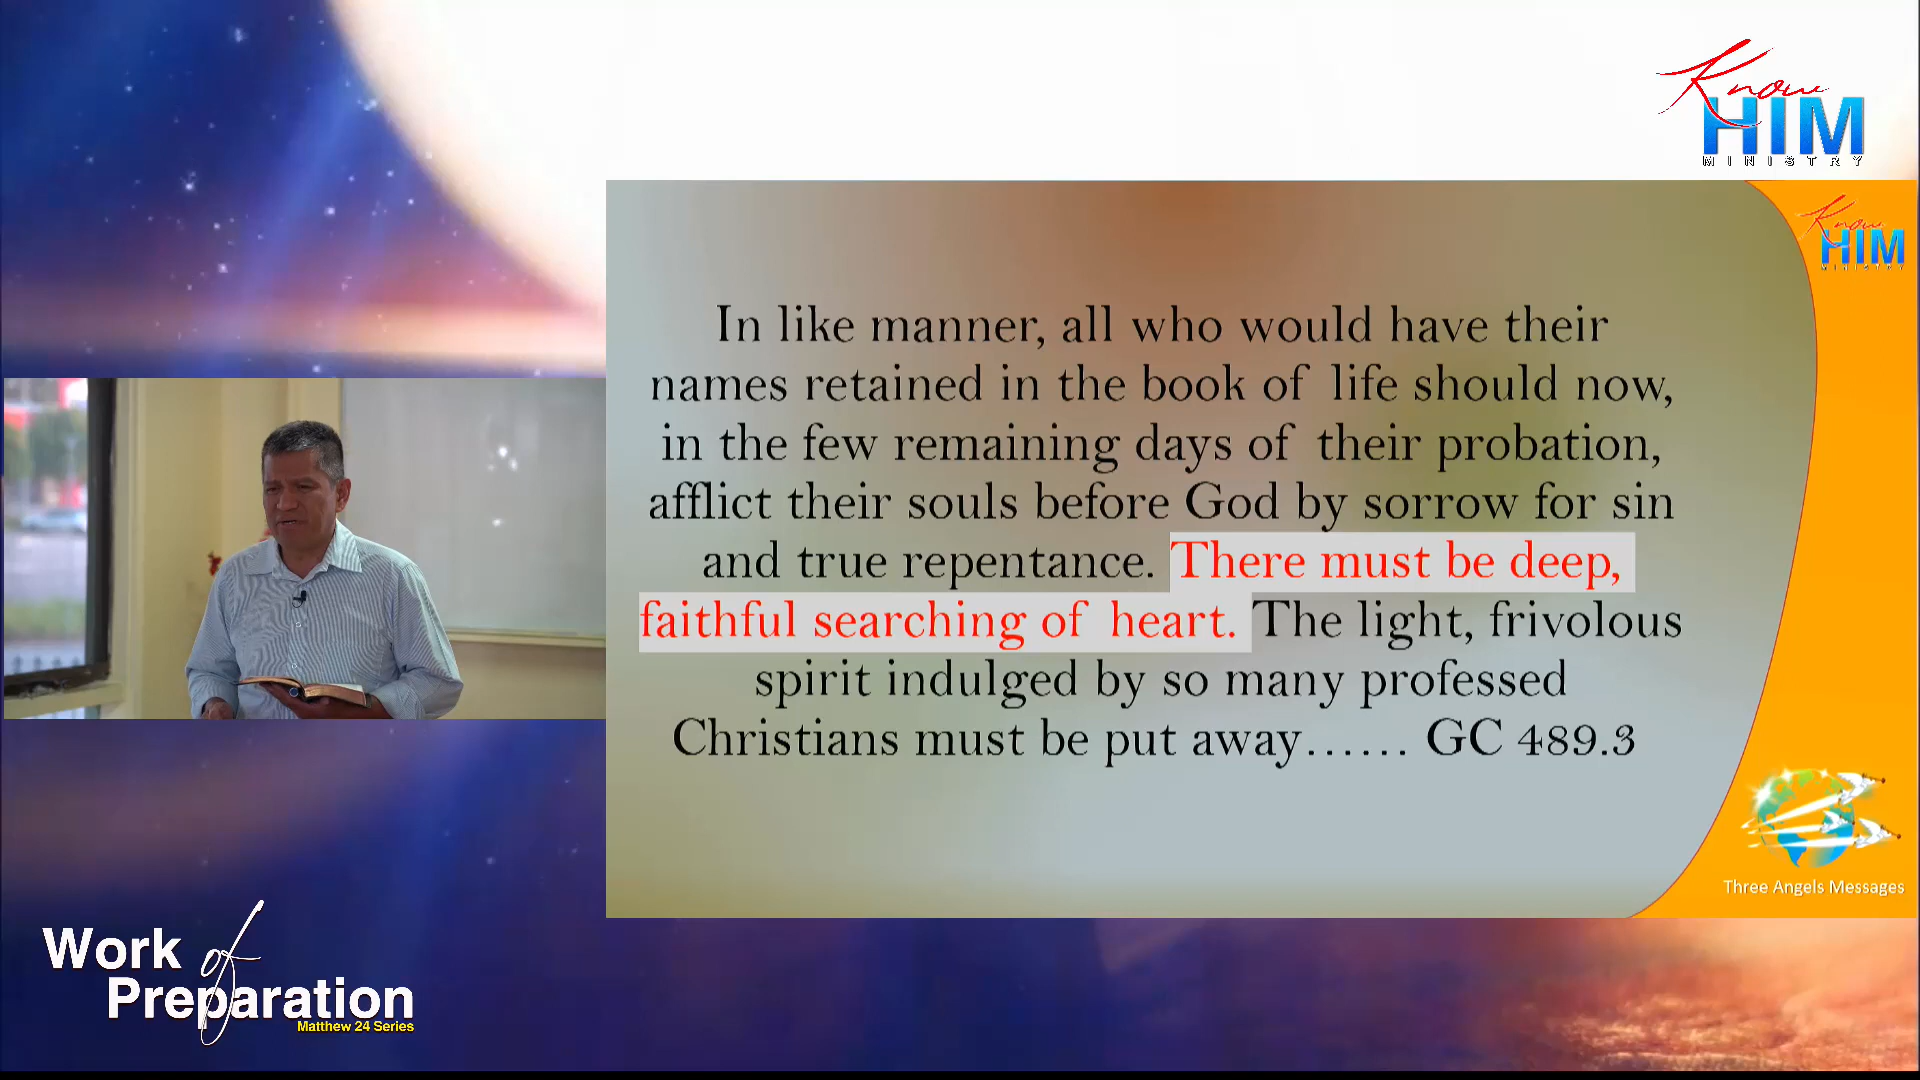 Know
HIM
MINISTRY
Know
HIM
MINISTRY
In like manner, all who would have their
names retained in the book of life should now,
in the few remaining days of their probation,
afflict their souls before God by sorrow for sin
and true repentance. There must be deep,
faithful searching of heart. The light, frivolous
spirit indulged by so many professed
Christians must be put away...... GC 489.3
Three Angels Messages
Work of
Preparation
Matthew 24 Series